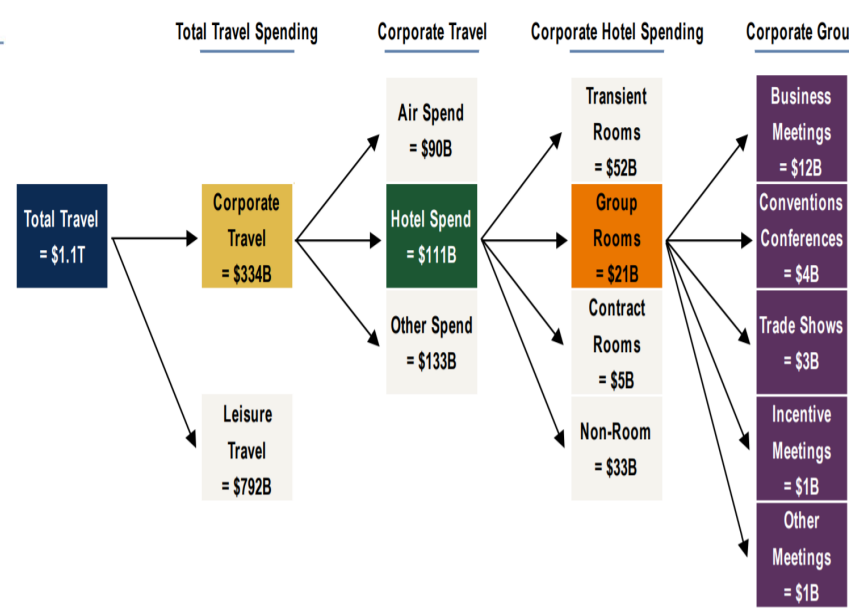 Total Travel Spending
Corporate Travel
Corporate Hotel Spending
Corporate Grou
Total Travel
= $1.1T
Corporate
Travel
= $334B
Leisure
Travel
= $792B
Air Spend
= $90B
Hotel Spend
= $111B
Other Spend
= $133B
Transient
Rooms
= $52B
Group
Rooms
= $21B
Contract
Rooms
= $5B
Non-Room
= $33B
Business
Meetings
= $12B
Conventions
Conferences
= $4B
Trade Shows
= $3B
Incentive
Meetings
= $1B
Other
Meetings
= $1B